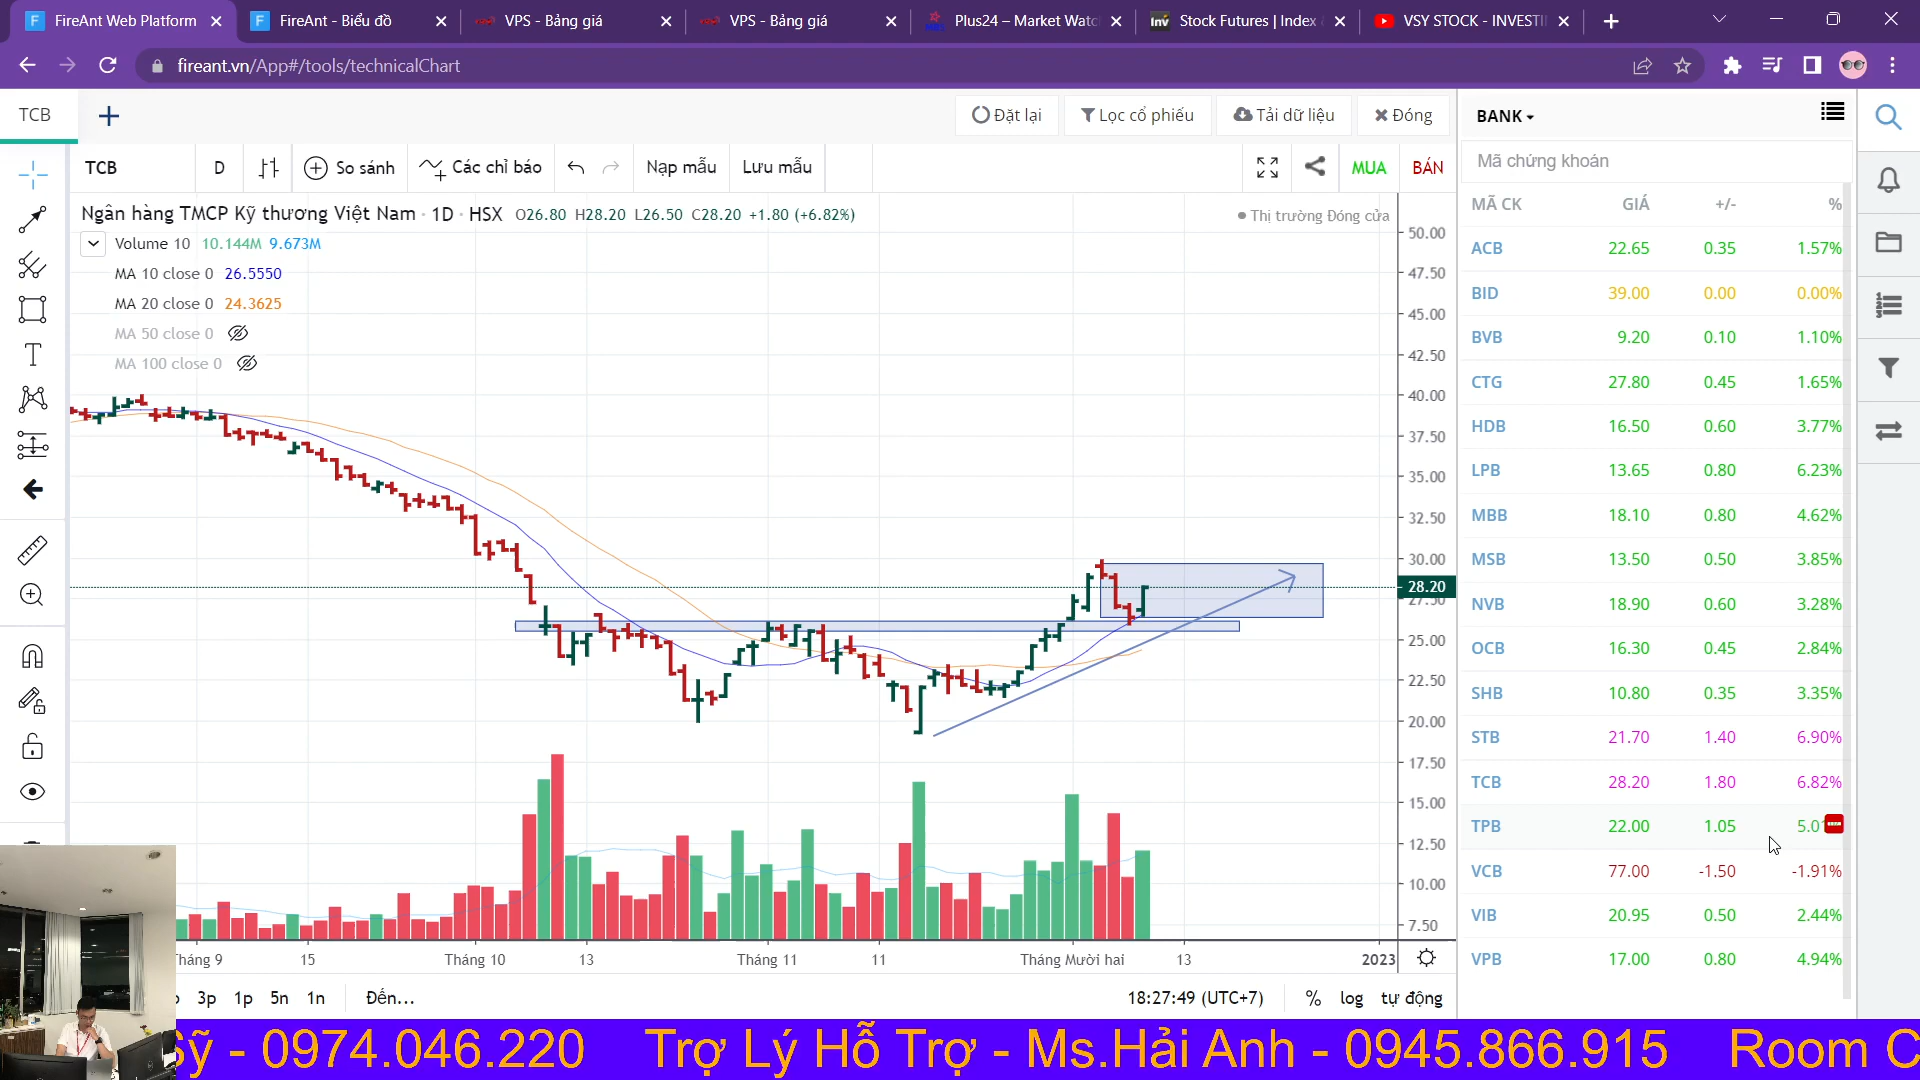 FireAnt Web Platform
FireAnt - Biểu đồ
VPS - Bảng giá
VPS - Bảng giá
Plus24 – Market Watc
Stock Futures | Index
VSY STOCK - INVESTI
fireant.vn/App#/tools/technicalChart
TCB
Đặt lại
Lọc cổ phiếu
Tải dữ liệu
Đóng
TCB
D
So sánh
Các chỉ báo
Nạp mẫu
Lưu mẫu
MUA
BÁN
Ngân hàng TMCP Kỹ thương Việt Nam · 1D · HSX O26.80 H28.20 L26.50 C28.20 +1.80 (+6.82%)
Thị trường Đóng cửa
Volume 10 10.144M 9.673M
MA 10 close 0 26.5550
MA 20 close 0 24.3625
MA 50 close 0
MA 100 close 0
50.00
47.50
45.00
42.50
40.00
37.50
35.00
32.50
30.00
28.20
27.50
25.00
22.50
20.00
17.50
15.00
12.50
10.00
7.50
Tháng 9
15
Tháng 10
13
Tháng 11
11
Tháng Mười hai
13
2023
3p
1p
5n
1n
Đến...
18:27:49 (UTC+7)
%
log
tự động
BANK
Mã chứng khoán
MÃ CK GIÁ +/- %
ACB 22.65 0.35 1.57%
BID 39.00 0.00 0.00%
BVB 9.20 0.10 1.10%
CTG 27.80 0.45 1.65%
HDB 16.50 0.60 3.77%
LPB 13.65 0.80 6.23%
MBB 18.10 0.80 4.62%
MSB 13.50 0.50 3.85%
NVB 18.90 0.60 3.28%
OCB 16.30 0.45 2.84%
SHB 10.80 0.35 3.35%
STB 21.70 1.40 6.90%
TCB 28.20 1.80 6.82%
TPB 22.00 1.05 5.0
VCB 77.00 -1.50 -1.91%
VIB 20.95 0.50 2.44%
VPB 17.00 0.80 4.94%
Sỹ - 0974.046.220 Trợ Lý Hỗ Trợ - Ms.Hải Anh - 0945.866.915 Room C